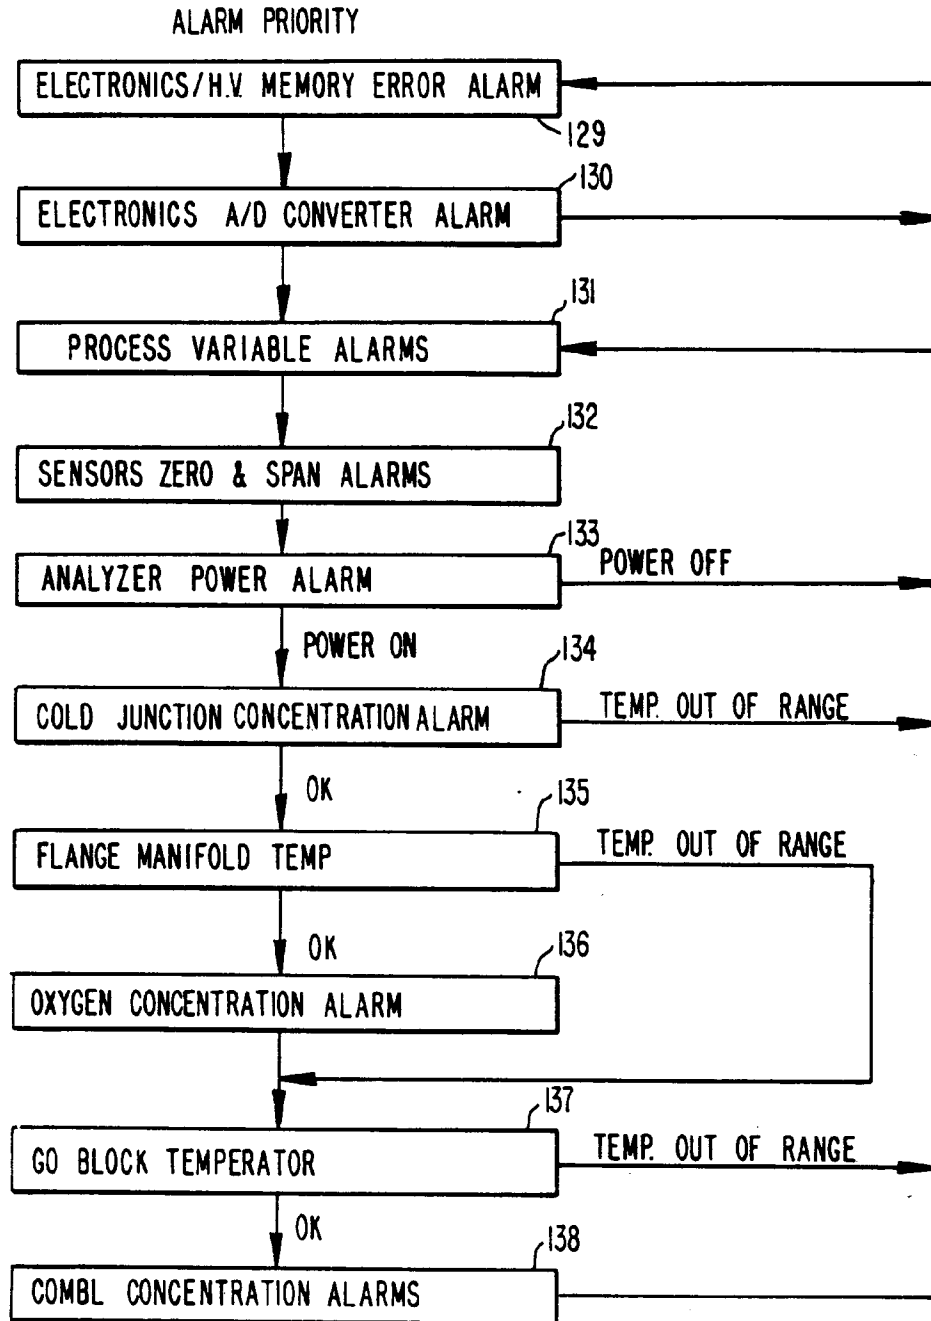 ALARM PRIORITY
ELECTRONICS/H.V. MEMORY ERROR ALARM
129
130
ELECTRONICS A/D CONVERTER ALARM
131
PROCESS VARIABLE ALARMS
132
SENSORS ZERO & SPAN ALARMS
133
ANALYZER POWER ALARM
POWER OFF
POWER ON
134
COLD JUNCTION CONCENTRATION ALARM
TEMP. OUT OF RANGE
OK
135
FLANGE MANIFOLD TEMP
TEMP. OUT OF RANGE
OK
136
OXYGEN CONCENTRATION ALARM
137
GO BLOCK TEMPERATOR
TEMP. OUT OF RANGE
OK
138
COMBL CONCENTRATION ALARMS